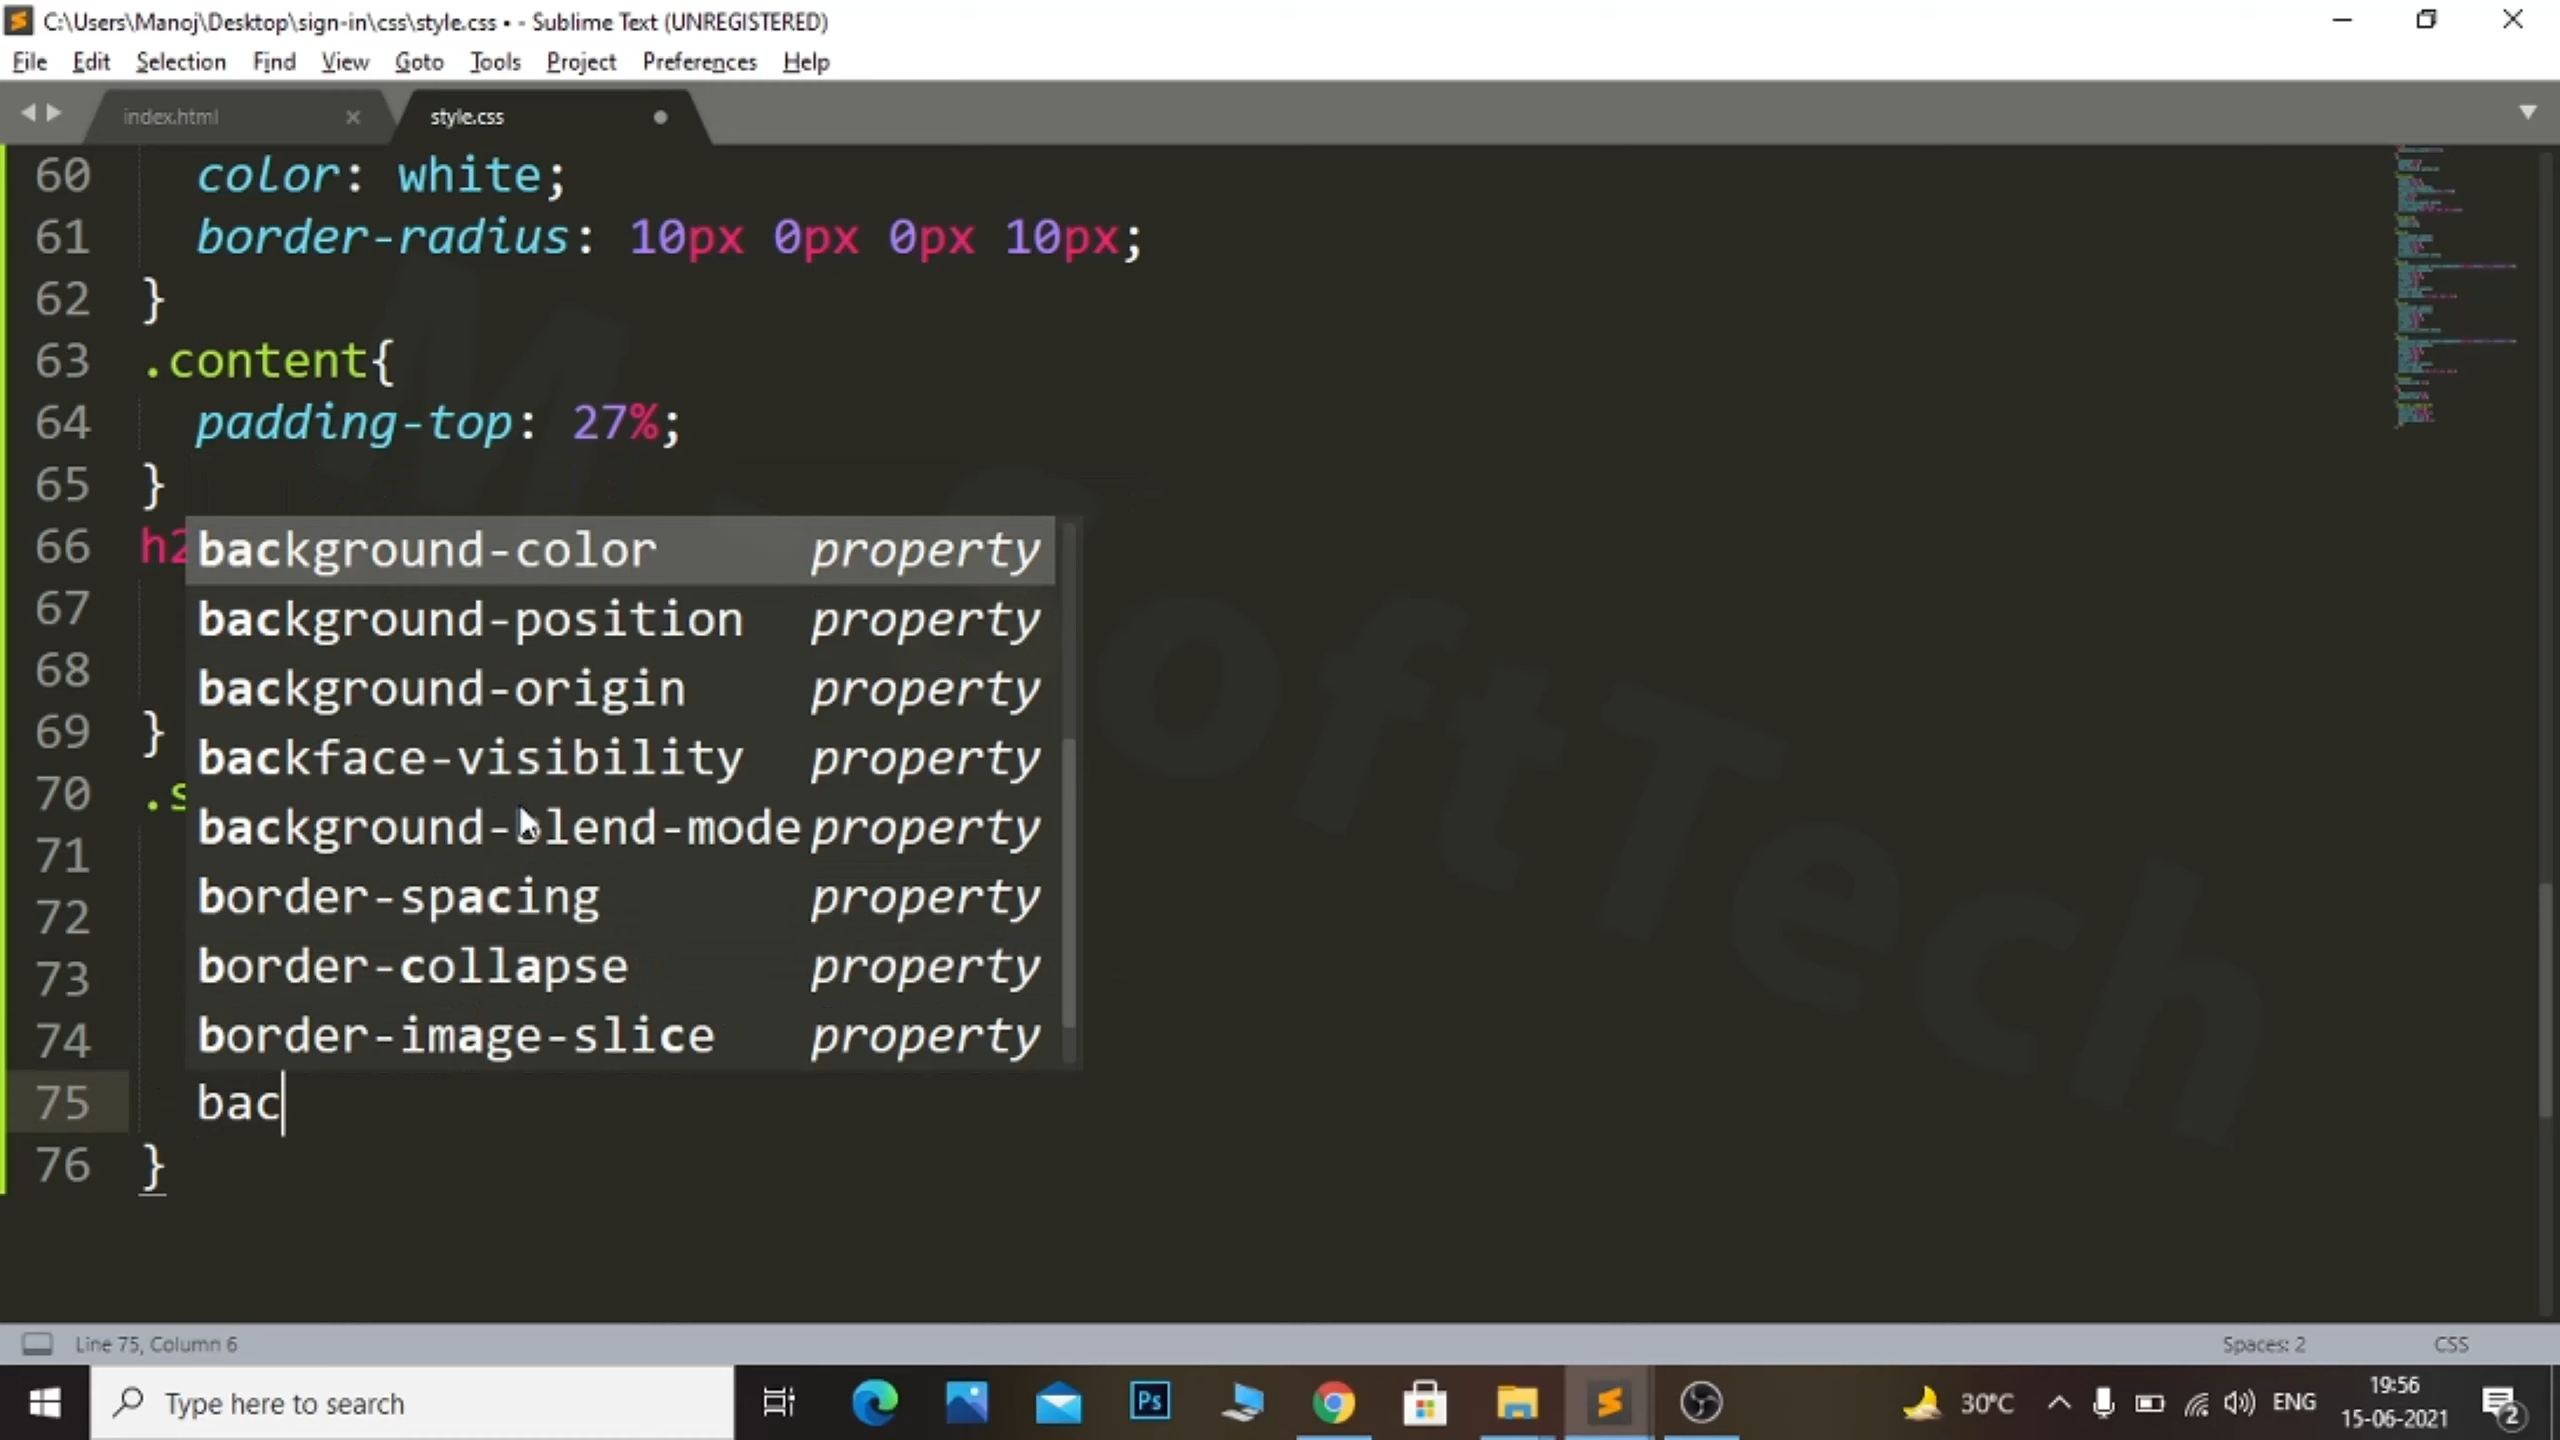 C:\Users\Manoj\Desktop\sign-in\css\style.css • - Sublime Text (UNREGISTERED)
File Edit Selection Find View Goto Tools Project Preferences Help
index.html × style.css
60 color: white;
61 border-radius: 10px 0px 0px 10px;
62 }
63 .content{
64 padding-top: 27%;
65 }
66 h2
background-color property
67
background-position property
68
background-origin property
69 }
backface-visibility property
70 .s
background-blend-mode property
71
72
border-spacing property
73
border-collapse property
74
border-image-slice property
75 bac
76 }
M-SoftTech
Line 75, Column 6 Spaces: 2 CSS
Type here to search
Ps
30°C ENG
19:56
15-06-2021
2